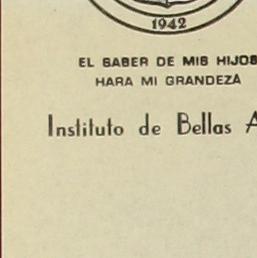 1942
EL SABER DE MIS HIJOS
HARA MI GRANDEZA
Instituto de Bellas A